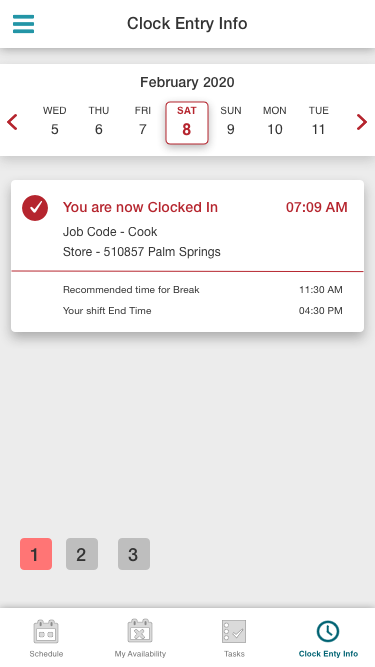 Clock Entry Info
February 2020
WED THU FRI SAT SUN MON TUE
5 6 7 8 9 10 11
You are now Clocked In 07:09 AM
Job Code - Cook
Store - 510857 Palm Springs
Recommended time for Break 11:30 AM
Your shift End Time 04:30 PM
1 2 3
Schedule My Availability Tasks Clock Enty Info